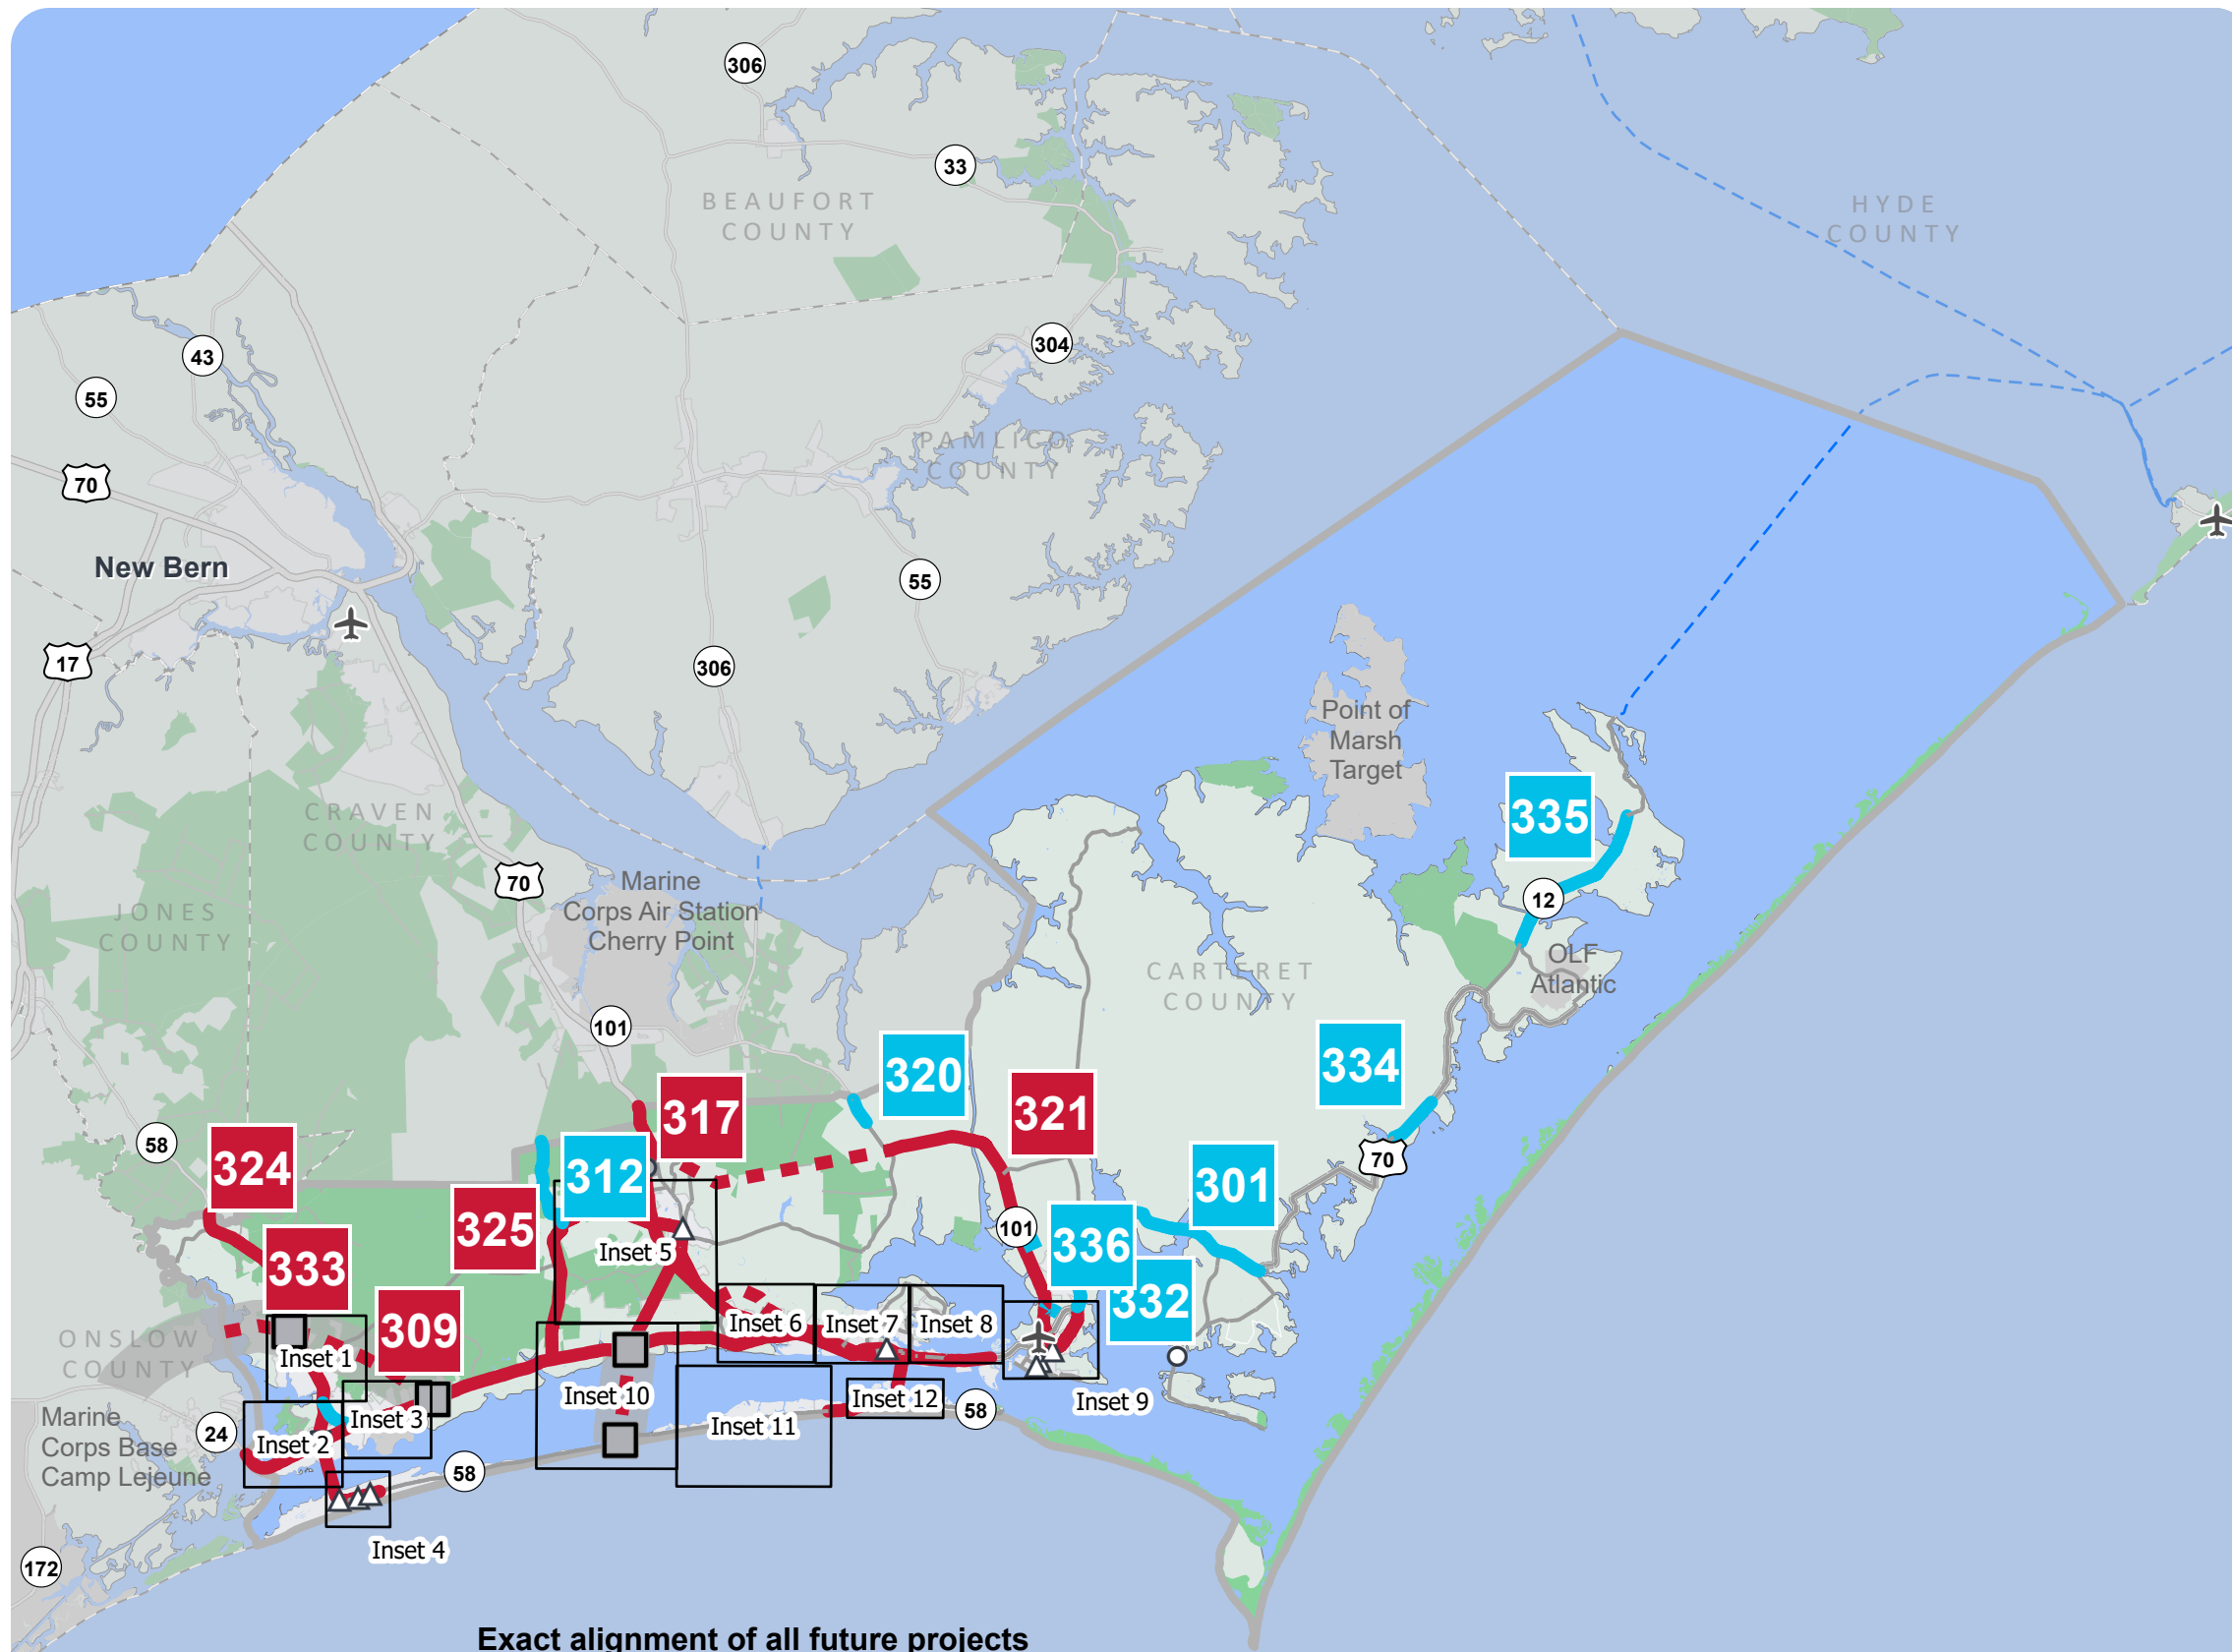 306
33
BEAUFORT
COUNTY
HYDE
COUNTY
43
304
55
PAMLICO
COUNTY
70
New Bern
55
17
306
Point of
Marsh
Target
335
CRAVEN
COUNTY
70
Marine
Corps Air Station
Cherry Point
12
JONES
COUNTY
OLF
Atlantic
CARTERET
COUNTY
101
320
334
317
321
58
324
312
70
301
325
101
336
Inset 5
333
332
309
Inset 6
Inset 7
Inset 8
ONSLOW
COUNTY
Inset 1
Inset 10
Inset 12
58
Inset 9
Marine
Corps Base
Camp Lejeune
24
Inset 3
Inset 11
Inset 2
58
Inset 4
172
Exact alignment of all future projects